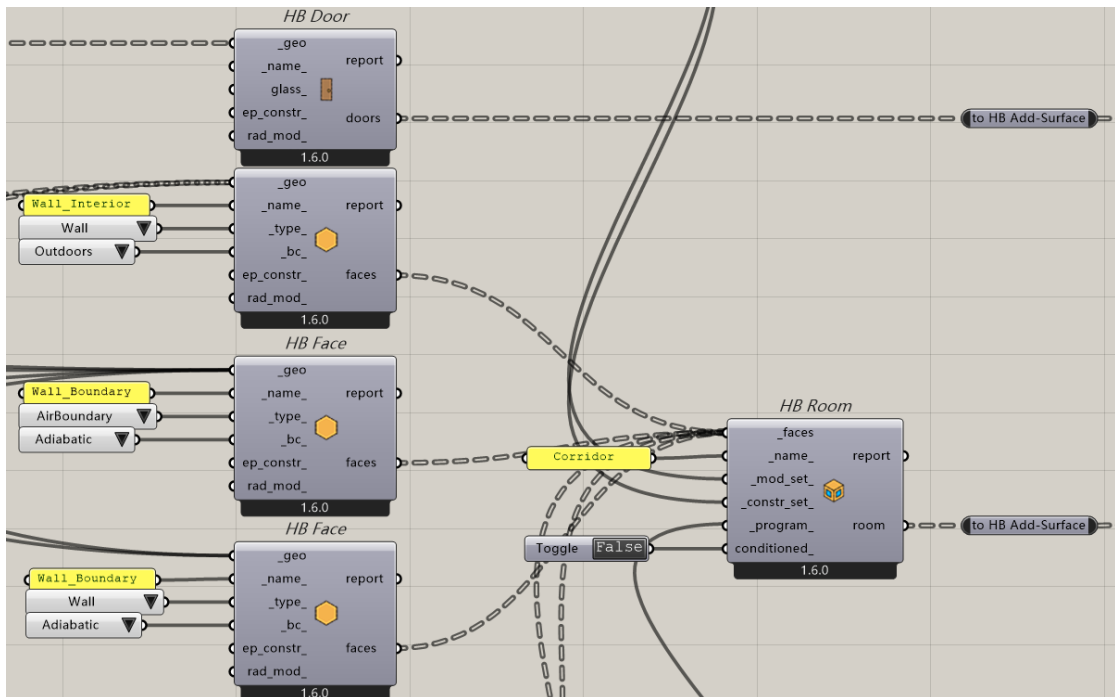 HB Door
_geo
_name_
report
glass_
ep_constr_
doors
to HB Add-Surface
rad_mod_
1.6.0
_geo
Wall_Interior
_name_
report
Wall
_type_
Outdoors
_bc_
ep_constr_
faces
rad_mod_
1.6.0
HB Face
_geo
Wall_Boundary
_name_
report
AirBoundary
_type_
Adiabatic
_bc_
ep_constr_
faces
rad_mod_
1.6.0
HB Room
_faces
Corridor
_name_
report
_mod_set_
_constr_set_
_program_
room
to HB Add-Surface
Toggle False
conditioned_
1.6.0
HB Face
_geo
Wall_Boundary
_name_
report
Wall
_type_
Adiabatic
_bc_
ep_constr_
faces
rad_mod_
1.6.0